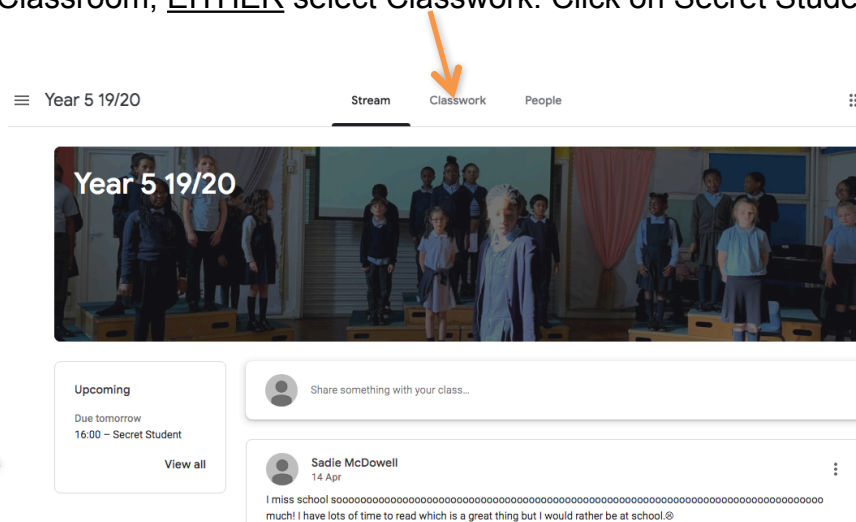 Classroom, EITHER select Classwork. Click on Secret Stude
Year 5 19/20
Stream Classwork People
Year 5 19/20
Upcoming
Due tomorrow
16:00 – Secret Student
View all
Share something with your class...
Sadie McDowell
14 Apr
I miss school sooooooooooooooooooooooooooooooooooooooooooooooooooooooooooooooooooooooooooooooooooo
much! I have lots of time to read which is a great thing but I would rather be at school.☹